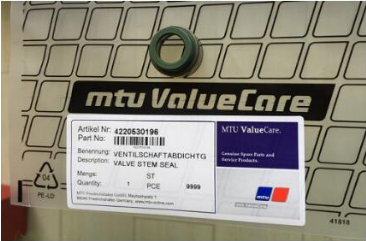 mtu ValueCare
Artikel Nr: 4220530196
Part No:
Benennung: VENTILSCHAFTABDICHTG
Description: VALVE STEM SEAL
Menge: ST
Quantity: 1 PCE 9999
MTU ValueCare.
Genuine Spare Parts and
Service Products.
04
PE-LD
41818